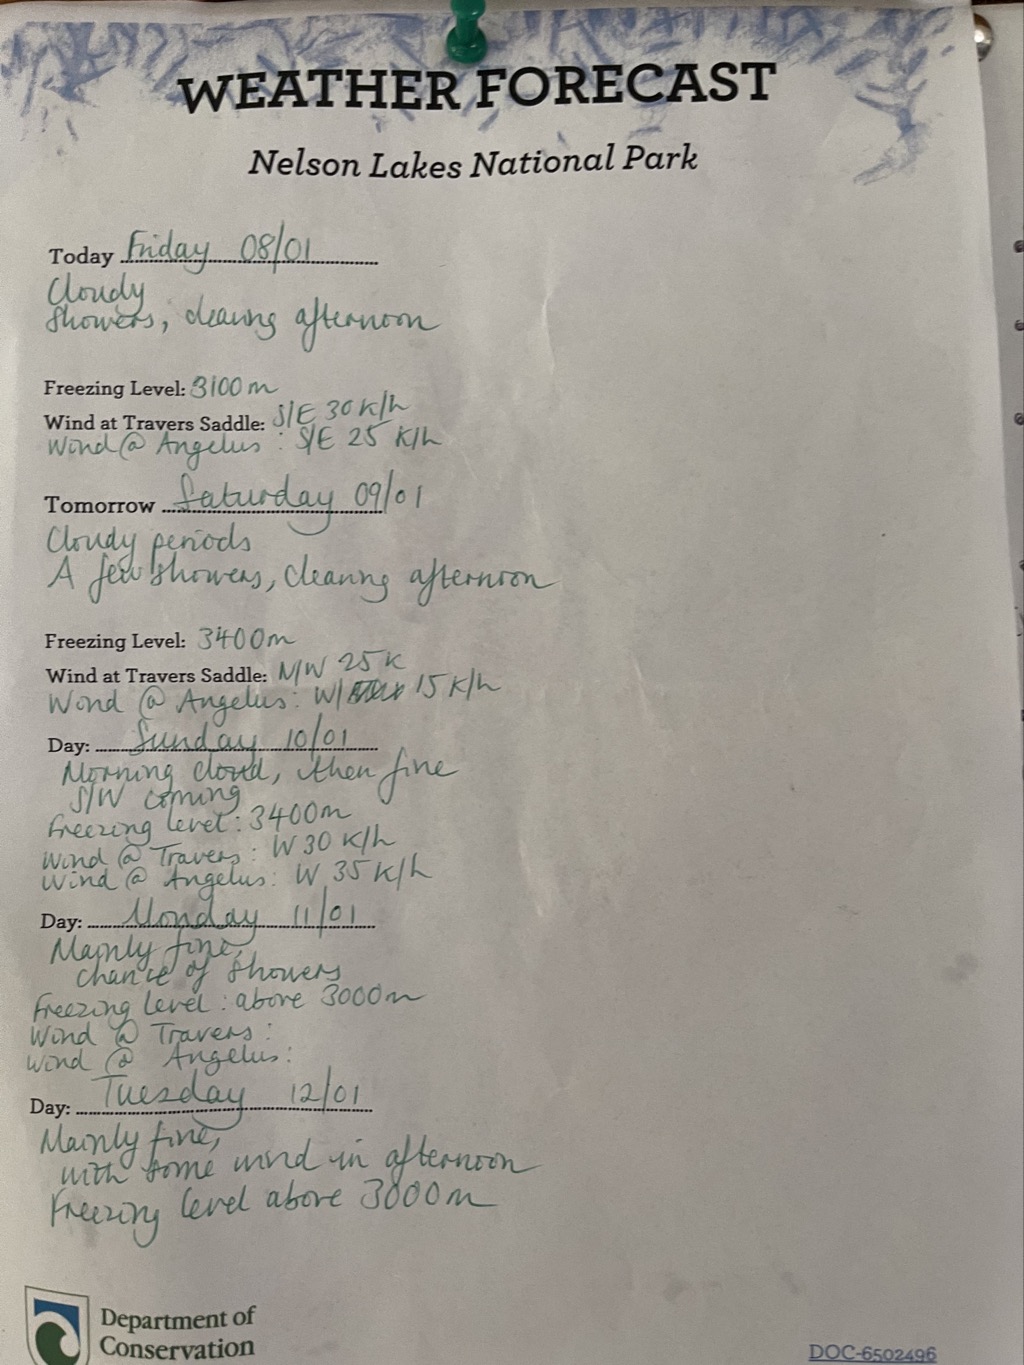 WEATHER FORECAST
Nelson Lakes National Park
Today Friday 08/01
Cloudy
Showers, clearing afternoon
Freezing Level: 3100m
Wind at Travers Saddle: S/E 30 K/h
Wind @ Angelus : S/E 25 K/h
Tomorrow Saturday 09/01
Cloudy periods
A few showers, clearing afternoon
Freezing Level: 3400m
Wind at Travers Saddle: N/W 25 K
Wind @ Angelus: W/ 15 K/h
Day: Sunday 10/01
Morning cloud, then fine
S/W coming
Freezing level: 3400m
Wind @ Travers: W 30 K/h
Wind @ Angelus: W 35 K/h
Day: Monday 11/01
Mainly fine,
chance of showers
Freezing level: above 3000m
Wind @ Travers:
Wind @ Angelus:
Day: Tuesday 12/01
Mainly fine,
with some wind in afternoon
Freezing level above 3000m
Department of
Conservation
DOC-6502496